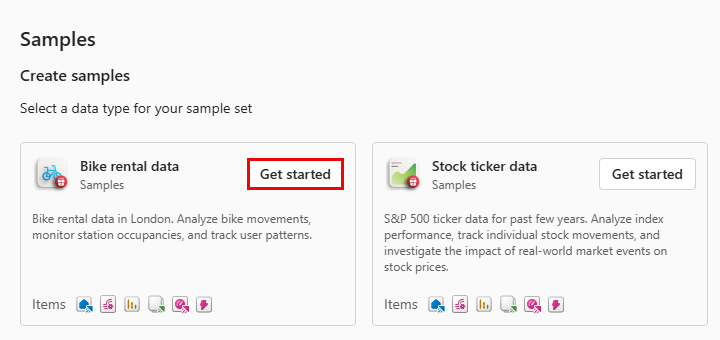 Samples
Create samples
Select a data type for your sample set
Bike rental data
Samples
Get started
Bike rental data in London. Analyze bike movements,
monitor station occupancies, and track user patterns.
Items
Stock ticker data
Samples
Get started
S&P 500 ticker data for past few years. Analyze index
performance, track individual stock movements, and
investigate the impact of real-world market events on
stock prices.
Items